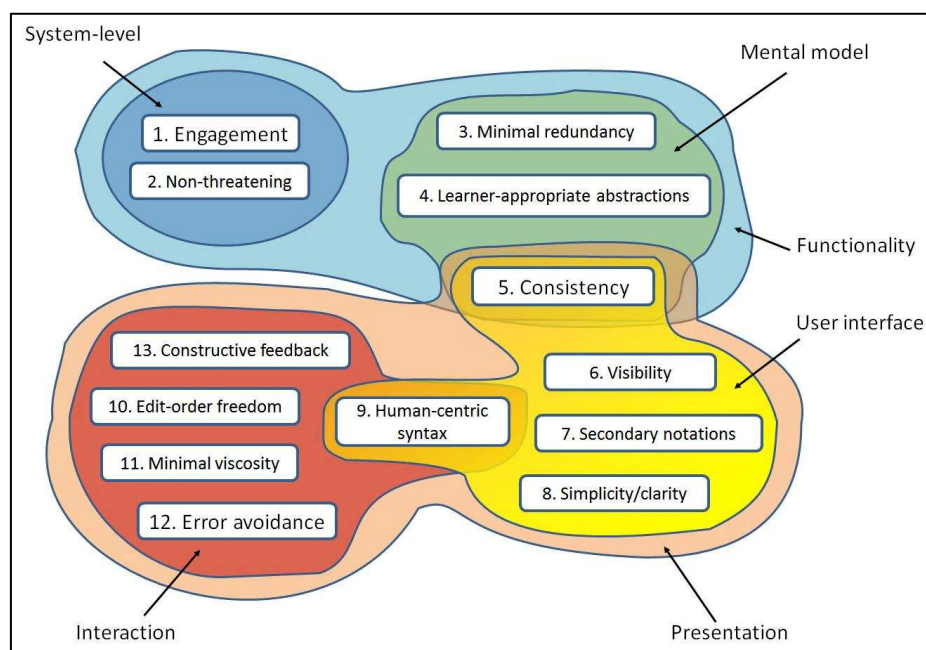 System-level
Mental model
1. Engagement
2. Non-threatening
3. Minimal redundancy
4. Learner-appropriate abstractions
Functionality
5. Consistency
User interface
13. Constructive feedback
6. Visibility
10. Edit-order freedom
9. Human-centric
syntax
7. Secondary notations
11. Minimal viscosity
8. Simplicity/clarity
12. Error avoidance
Interaction
Presentation